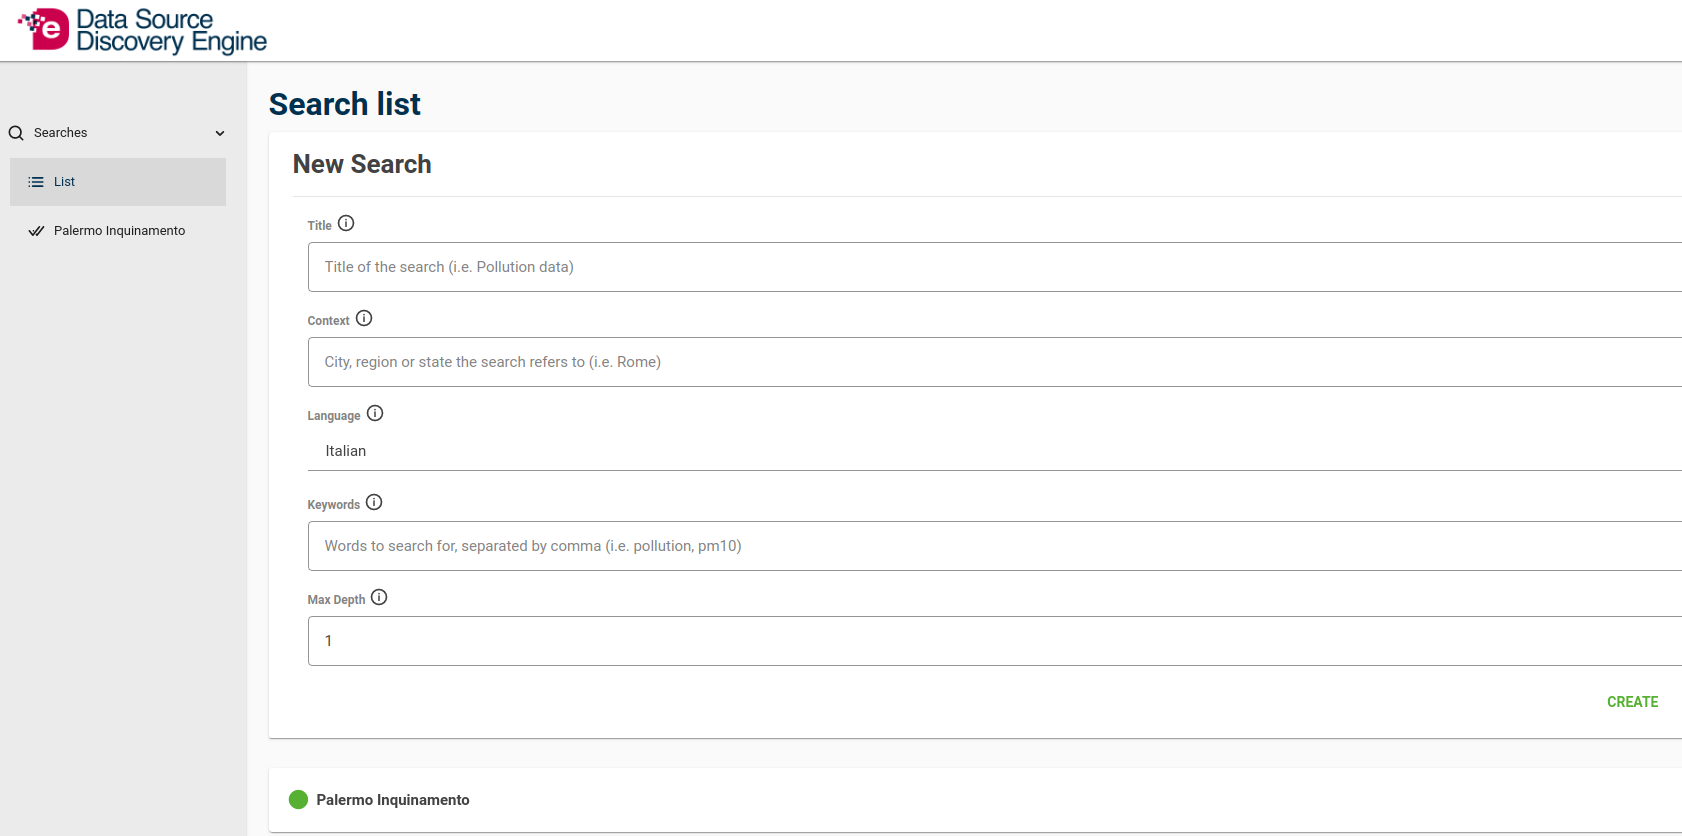 e
Data Source
Discovery Engine
Searches
List
Palermo Inquinamento
Search list
New Search
Title
Title of the search (i.e. Pollution data)
Context
City, region or state the search refers to (i.e. Rome)
Language
Italian
Keywords
Words to search for, separated by comma (i.e. pollution, pm10)
Max Depth
1
CREATE
Palermo Inquinamento